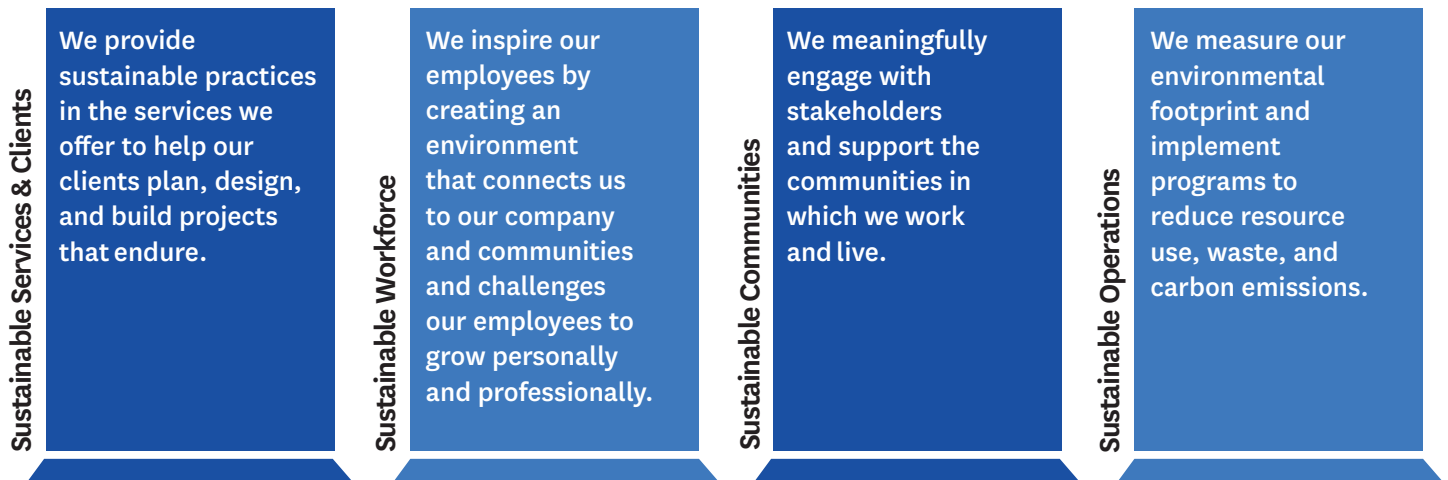 Sustainable Services & Clients
We provide
sustainable practices
in the services we
offer to help our
clients plan, design,
and build projects
that endure.
Sustainable Workforce
We inspire our
employees by
creating an
environment
that connects us
to our company
and communities
and challenges
our employees to
grow personally
and professionally.
Sustainable Communities
We meaningfully
engage with
stakeholders
and support the
communities in
which we work
and live.
Sustainable Operations
We measure our
environmental
footprint and
implement
programs to
reduce resource
use, waste, and
carbon emissions.